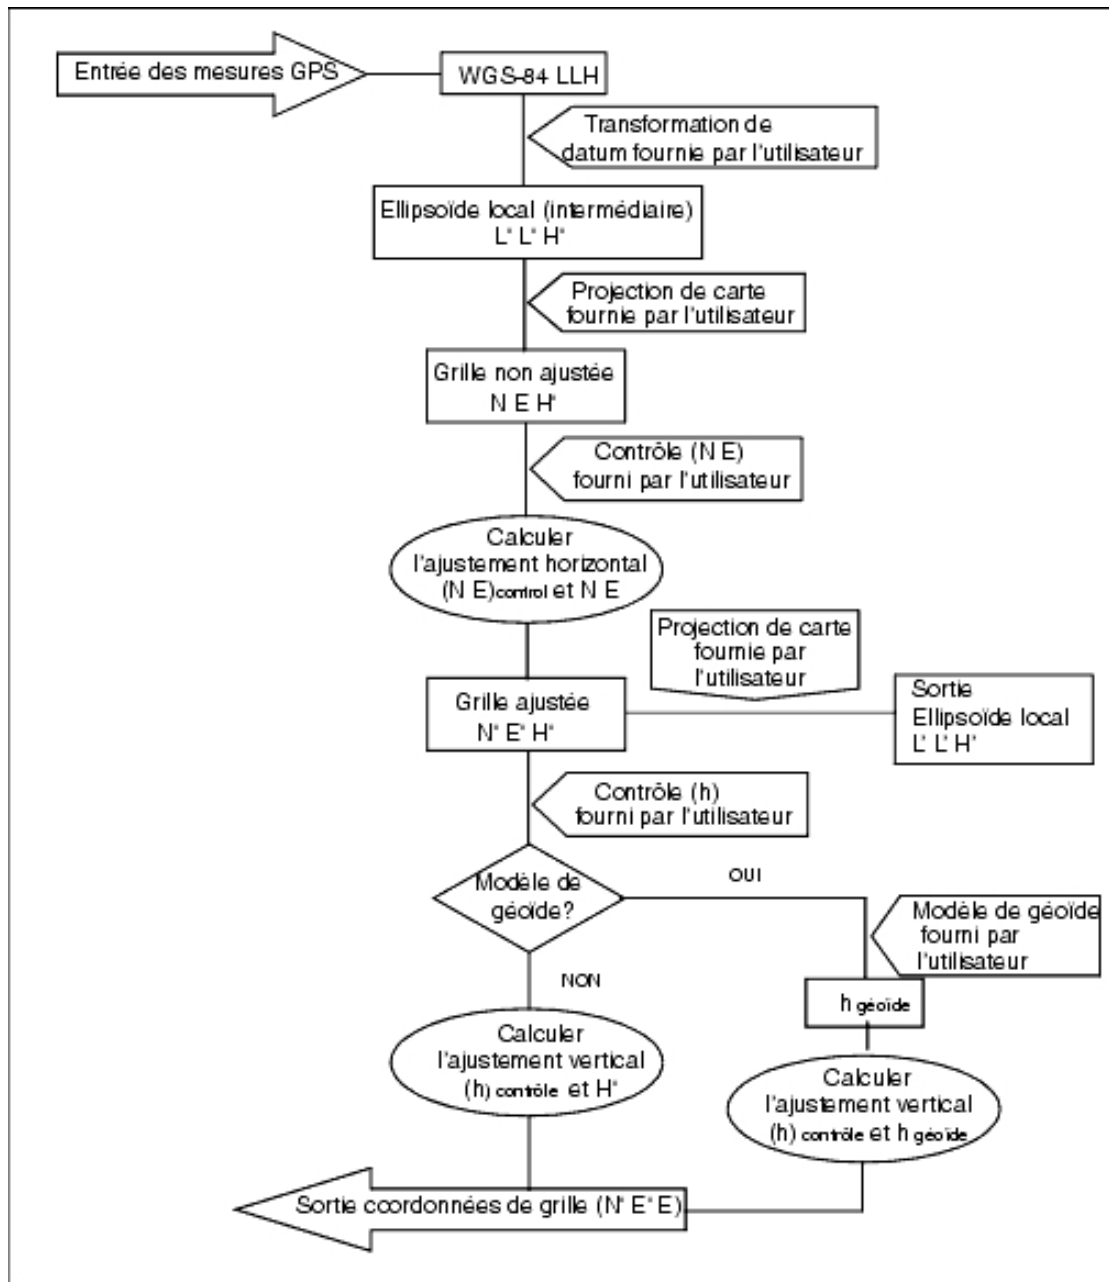 Entrée des mesures GPS
WGS-84 LLH
Transformation de
datum fournie par l'utilisateur
Ellipsoïde local (intermédiaire)
L' L' H'
Projection de carte
fournie par l'utilisateur
Grille non ajustée
N E H'
Contrôle (N E)
fourni par l'utilisateur
Calculer
l'ajustement horizontal
(N E)control et N E
Projection de carte
fournie par
l'utilisateur
Grille ajustée
N' E' H'
Sortie
Ellipsoïde local
L' L' H'
Contrôle (h)
fourni par l'utilisateur
Modèle de
géoïde?
OUI
Modèle de géoïde
fourni par
l'utilisateur
NON
h géoïde
Calculer
l'ajustement vertical
(h) contrôle et H'
Calculer
l'ajustement vertical
(h) contrôle et h géoïde
Sortie coordonnées de grille (N' E' E)